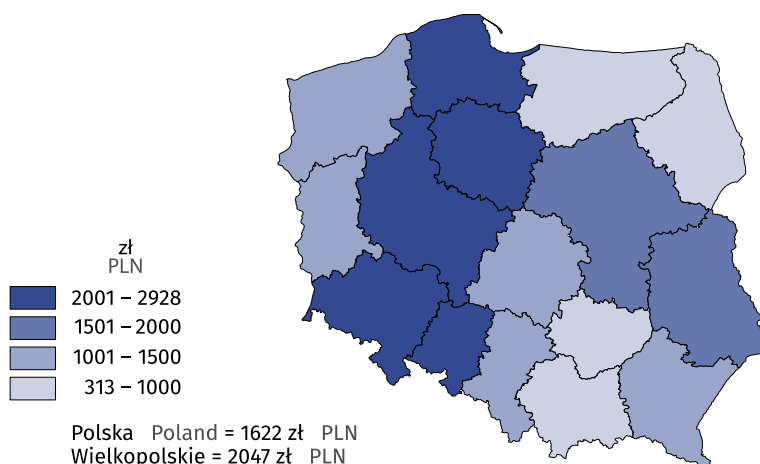 zł
PLN
2001 – 2928
1501 – 2000
1001 – 1500
313 – 1000
Polska Poland = 1622 zł PLN
Wielkopolskie = 2047 zł PLN